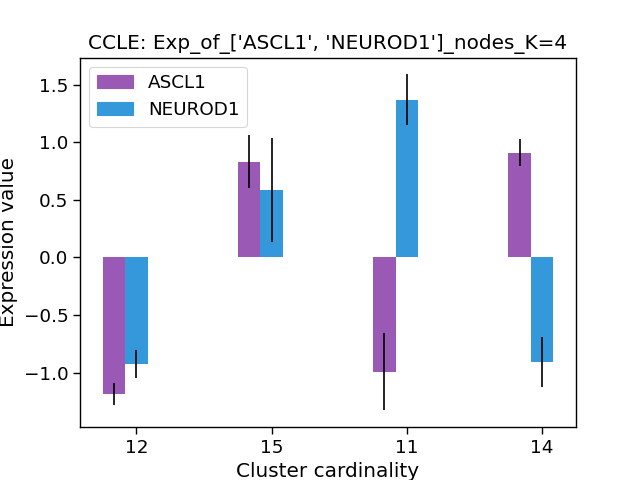 CCLE: Exp_of_['ASCL1', 'NEUROD1']_nodes_K=4
ASCL1
NEUROD1
1.5
1.0
0.5
0.0
−0.5
−1.0
Expression value
12 15 11 14
Cluster cardinality